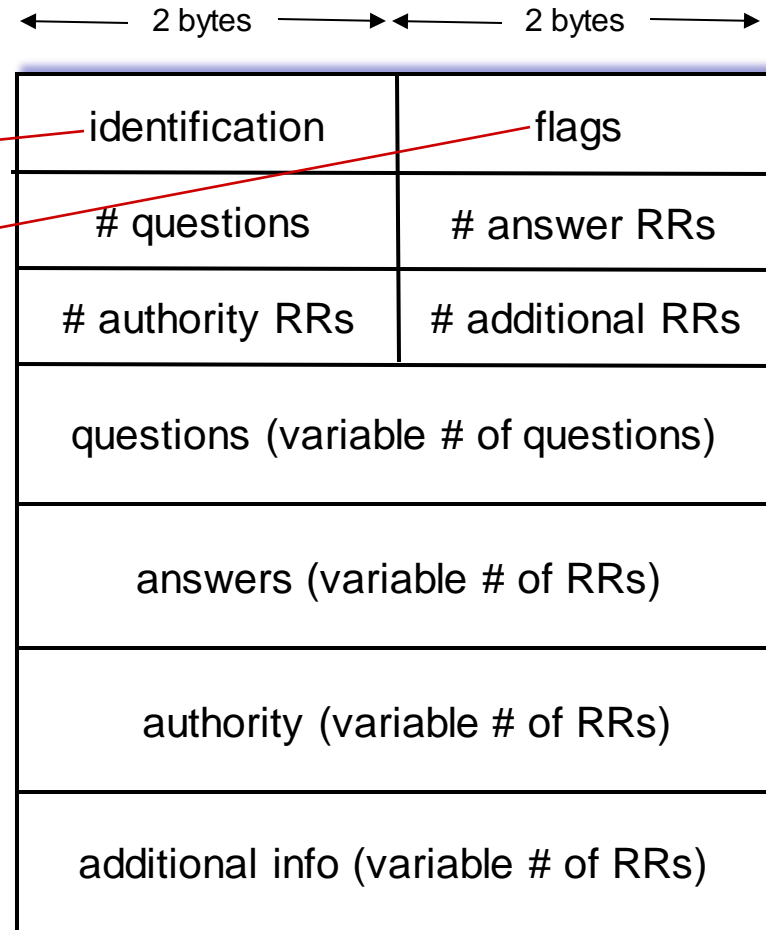 2 bytes 2 bytes
identification flags
# questions # answer RRs
# authority RRs # additional RRs
questions (variable # of questions)
answers (variable # of RRs)
authority (variable # of RRs)
additional info (variable # of RRs)